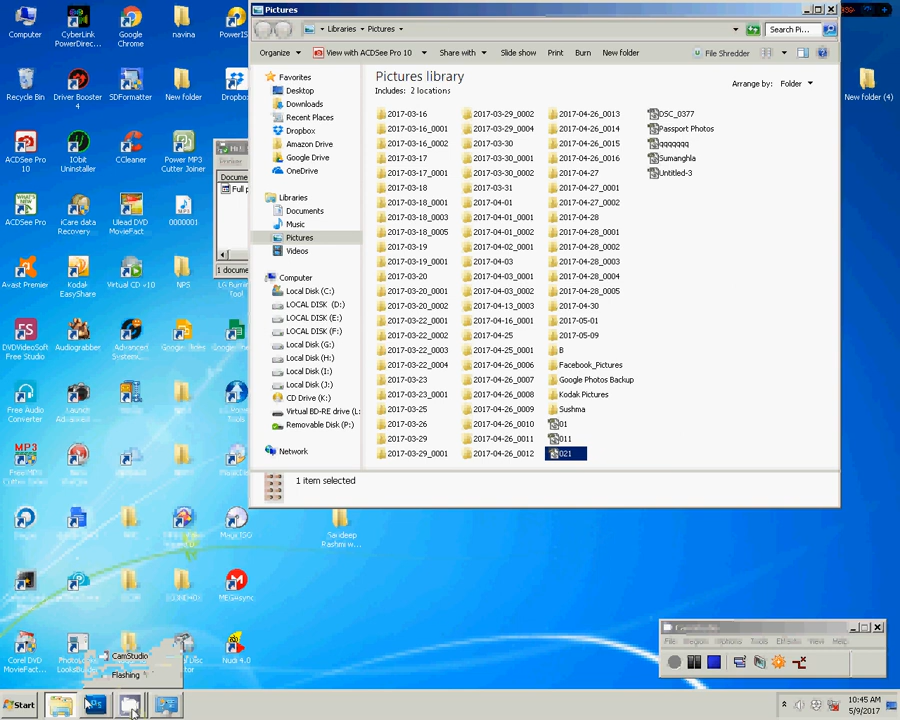 Pictures
Libraries
Pictures
Search Pi...
Organize
View with ACDSee Pro 10
Share with
Slide show
Print
Burn
New folder
File Shredder
Favorites
Desktop
Downloads
Recent Places
Dropbox
Amazon Drive
Google Drive
OneDrive
Libraries
Documents
Music
Pictures
Videos
Computer
Local Disk (C:)
LOCAL DISK (D:)
LOCAL DISK (E:)
LOCAL DISK (F:)
Local Disk (G:)
Local Disk (H:)
Local Disk (I:)
Local Disk (J:)
CD Drive (K:)
Virtual BD-RE drive (L:
Removable Disk (P:)
Network
Pictures library
Includes: 2 locations
Arrange by: Folder
2017-03-16
2017-03-16_0001
2017-03-16_0002
2017-03-17
2017-03-17_0001
2017-03-18
2017-03-18_0001
2017-03-18_0003
2017-03-18_0005
2017-03-19
2017-03-19_0001
2017-03-20
2017-03-20_0001
2017-03-20_0002
2017-03-22_0001
2017-03-22_0002
2017-03-22_0003
2017-03-22_0004
2017-03-23
2017-03-23_0001
2017-03-25
2017-03-26
2017-03-29
2017-03-29_0001
2017-03-29_0002
2017-03-29_0004
2017-03-30
2017-03-30_0001
2017-03-30_0002
2017-03-31
2017-04-01
2017-04-01_0001
2017-04-01_0002
2017-04-02_0001
2017-04-03
2017-04-03_0001
2017-04-03_0002
2017-04-13_0003
2017-04-16_0001
2017-04-25
2017-04-25_0001
2017-04-26_0006
2017-04-26_0007
2017-04-26_0008
2017-04-26_0009
2017-04-26_0010
2017-04-26_0011
2017-04-26_0012
2017-04-26_0013
2017-04-26_0014
2017-04-26_0015
2017-04-26_0016
2017-04-27
2017-04-27_0001
2017-04-27_0002
2017-04-28
2017-04-28_0001
2017-04-28_0002
2017-04-28_0003
2017-04-28_0004
2017-04-28_0005
2017-04-30
2017-05-01
2017-05-09
B
Facebook_Pictures
Google Photos Backup
Kodak Pictures
Sushma
01
011
021
DSC_0377
Passport Photos
qqqqqqq
Sumanghla
Untitled-3
1 item selected
Computer
CyberLink
PowerDirec...
Google
Chrome
navina
Recycle Bin
Driver Booster
4
SDFormatter
New folder
Dropbox
ACDSee Pro
10
IObit
Uninstaller
CCleaner
Power MP3
Cutter Joiner
ACDSee Pro
iCare data
Recovery...
Ulead DVD
MovieFact...
0000001
Avast Premier
Kodak
EasyShare
Virtual CD v10
NPS
LG Burning
Tool
DVDVideoSoft
Free Studio
Audiograbber
Advanced
Free Audio
Converter
Launch
MEGAsync
Corel DVD
MovieFact...
Nudi 4.0
New folder (4)
CamStudio
Flashing
Start
10:45 AM
5/9/2017